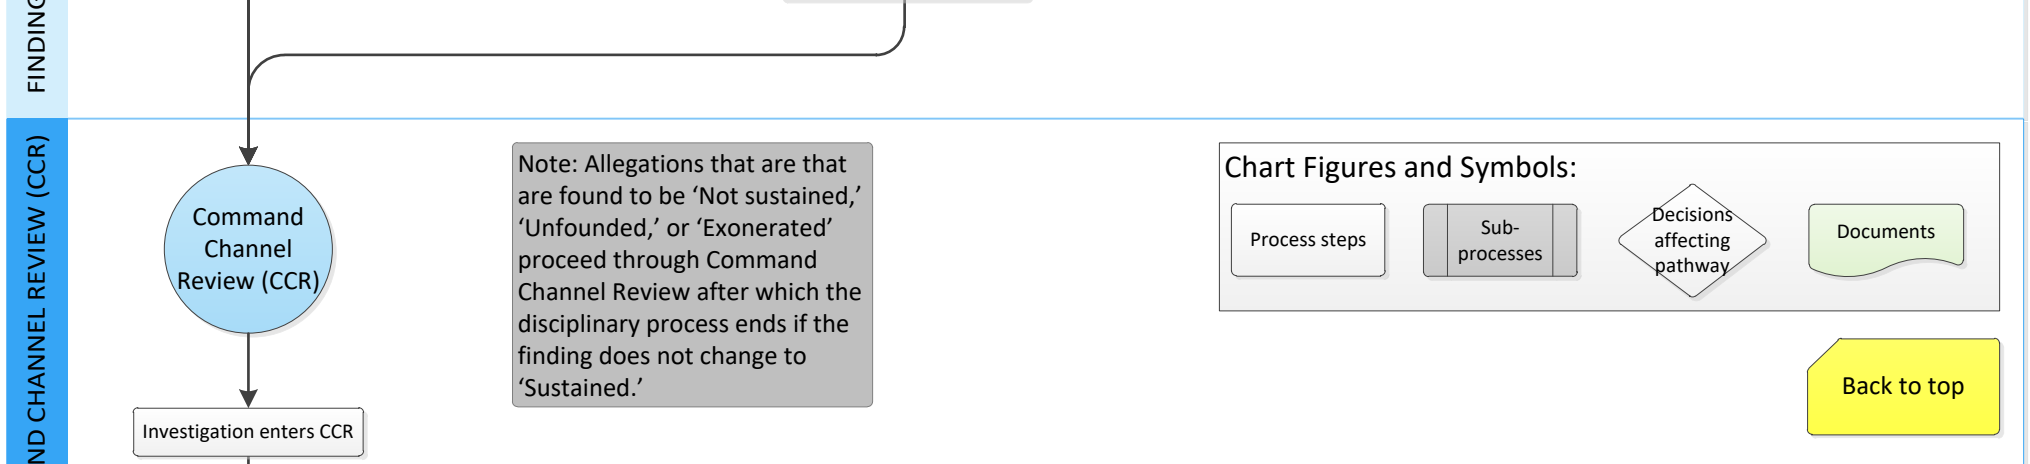 FINDING
ND CHANNEL REVIEW (CCR)
Command
Channel
Review (CCR)
Investigation enters CCR
Note: Allegations that are that
are found to be ‘Not sustained,’
‘Unfounded,’ or ‘Exonerated’
proceed through Command
Channel Review after which the
disciplinary process ends if the
finding does not change to
‘Sustained.’
Chart Figures and Symbols:
Process steps
Sub-
processes
Decisions
affecting
pathway
Documents
Back to top